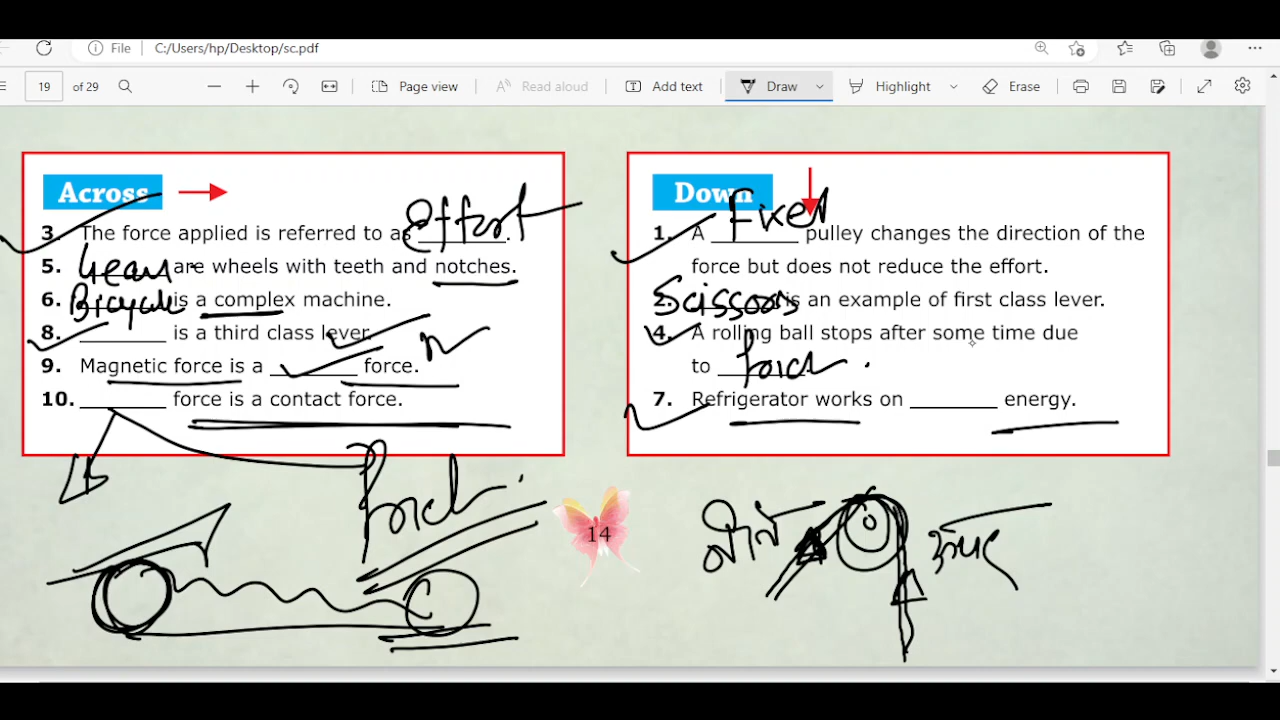 File C:/Users/hp/Desktop/sc.pdf
19 of 29 Page view Read aloud Add text Draw Highlight Erase
Across
3. The force applied is referred to as Effort.
5. Gears are wheels with teeth and notches.
6. Bicycle is a complex machine.
8. ________ is a third class lever.
9. Magnetic force is a ________ force.
10. ________ force is a contact force.
Down
1. A Fixed pulley changes the direction of the
force but does not reduce the effort.
2. Scissors is an example of first class lever.
4. A rolling ball stops after some time due
to ________.
7. Refrigerator works on ________ energy.
14